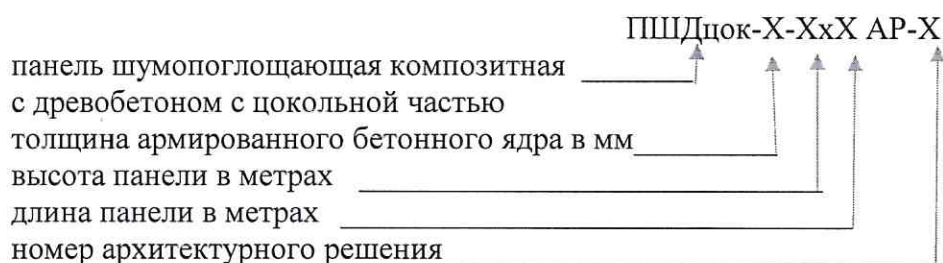 ПШДцок-Х-ХхХ АР-Х
панель шумопоглощающая композитная
с древобетоном с цокольной частью
толщина армированного бетонного ядра в мм
высота панели в метрах
длина панели в метрах
номер архитектурного решения